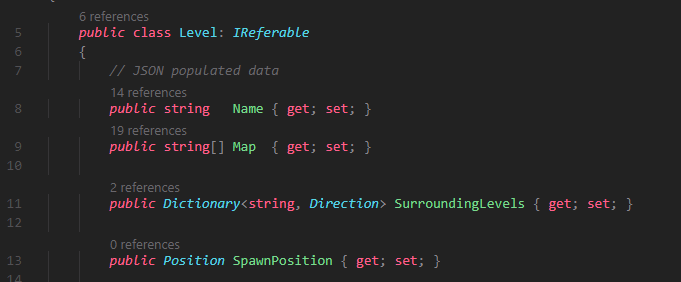 6 references
5 public class Level: IReferable
6 {
7 // JSON populated data
14 references
8 public string   Name { get; set; }
19 references
9 public string[] Map  { get; set; }
10
2 references
11 public Dictionary<string, Direction> SurroundingLevels { get; set; }
12
0 references
13 public Position SpawnPosition { get; set; }
14